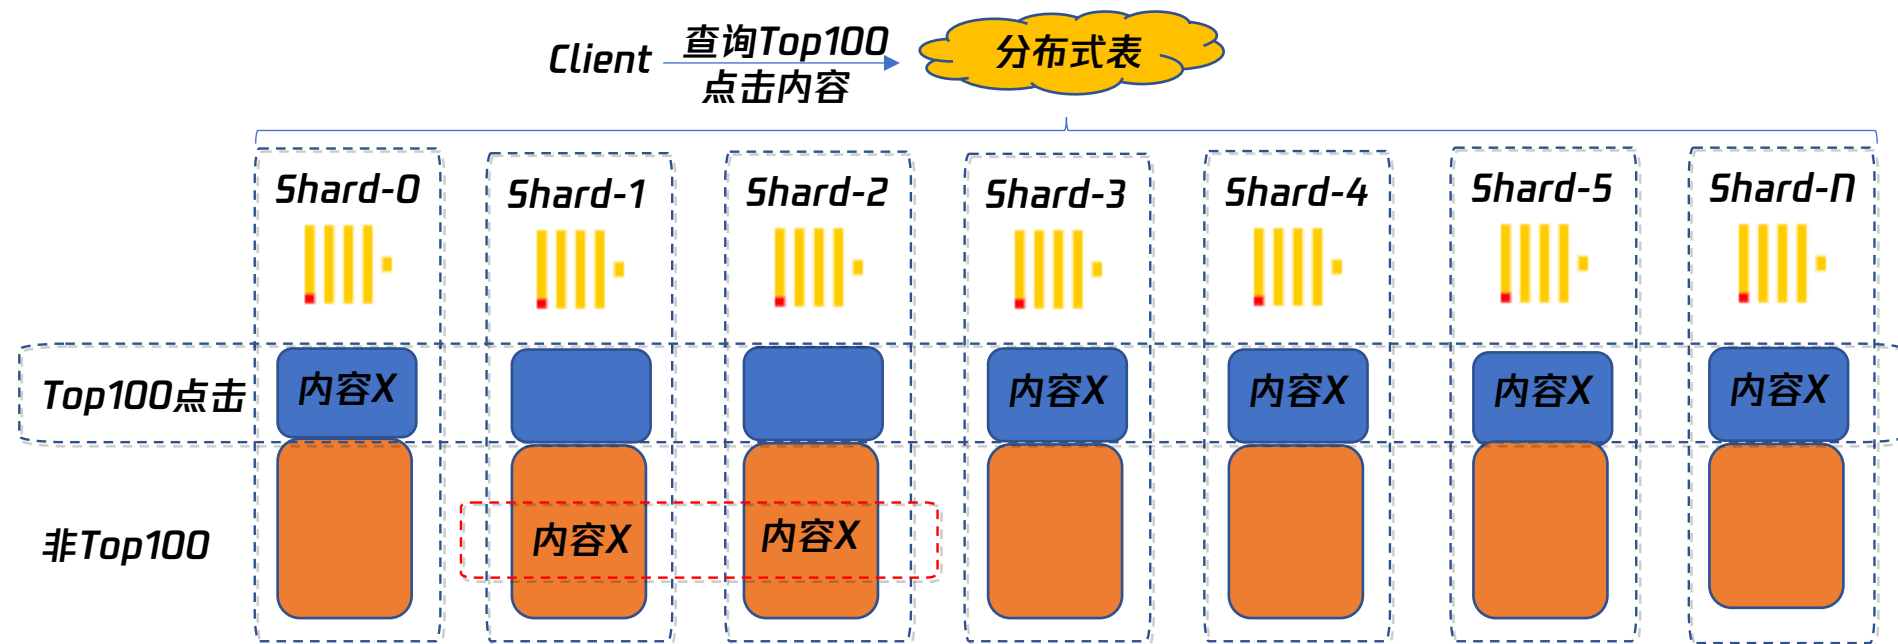 Client
查询Top100
点击内容
分布式表
Shard-0
Shard-1
Shard-2
Shard-3
Shard-4
Shard-5
Shard-N
Top100点击
内容X
内容X
内容X
内容X
内容X
非Top100
内容X
内容X